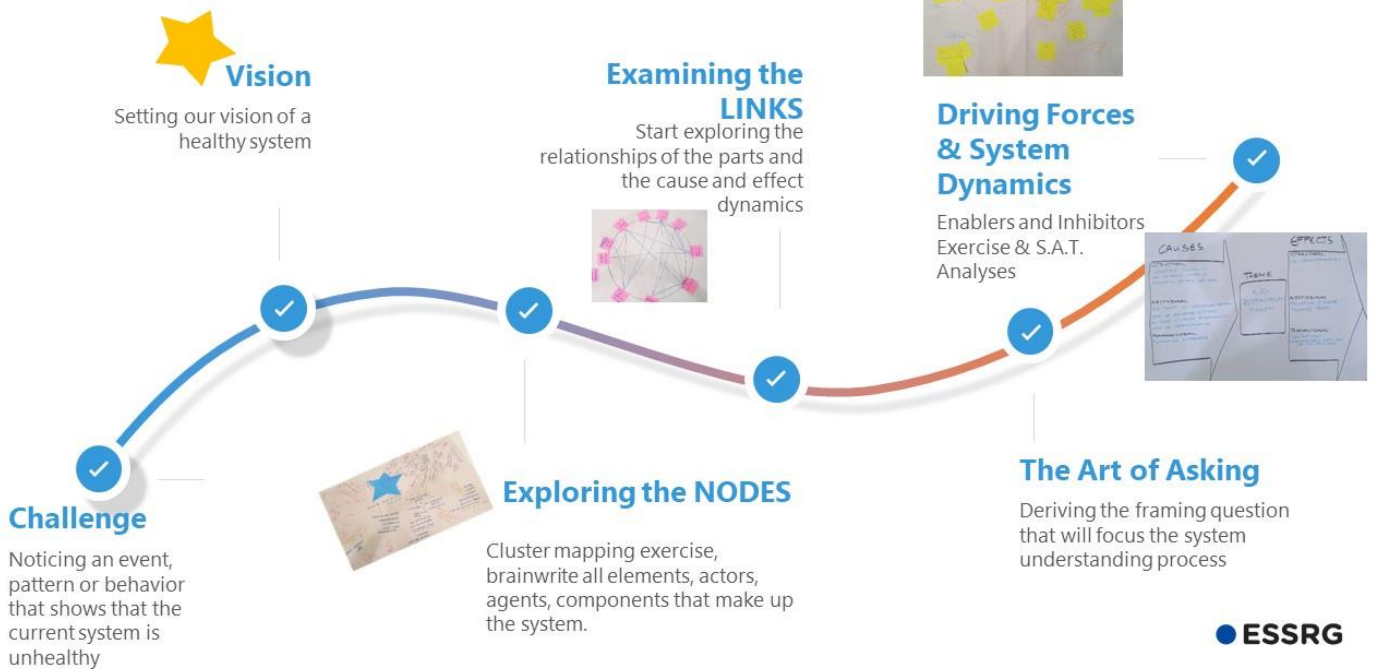 Vision
Setting our vision of a
healthy system
Examining the
LINKS
Start exploring the
relationships of the parts and
the cause and effect
dynamics
Driving Forces
& System
Dynamics
Enablers and Inhibitors
Exercise & S.A.T.
Analyses
CAUSES
EFFECTS
THEME
Challenge
Noticing an event,
pattern or behavior
that shows that the
current system is
unhealthy
Exploring the NODES
Cluster mapping exercise,
brainwrite all elements, actors,
agents, components that make up
the system.
The Art of Asking
Deriving the framing question
that will focus the system
understanding process
ESSRG